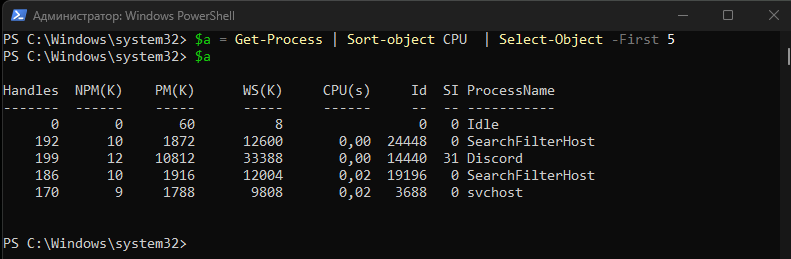 Администратор: Windows PowerShell
PS C:\Windows\system32> $a = Get-Process | Sort-object CPU  | Select-Object -First 5
PS C:\Windows\system32> $a
Handles  NPM(K)    PM(K)      WS(K)     CPU(s)     Id  SI ProcessName
-------  ------    -----      -----     ------     --  -- -----------
      0       0       60          8                 0   0 Idle
    192      10     1872      12600       0,00  24448   0 SearchFilterHost
    199      12    10812      33388       0,00  14440  31 Discord
    186      10     1916      12004       0,02  19196   0 SearchFilterHost
    170       9     1788       9808       0,02   3688   0 svchost
PS C:\Windows\system32>